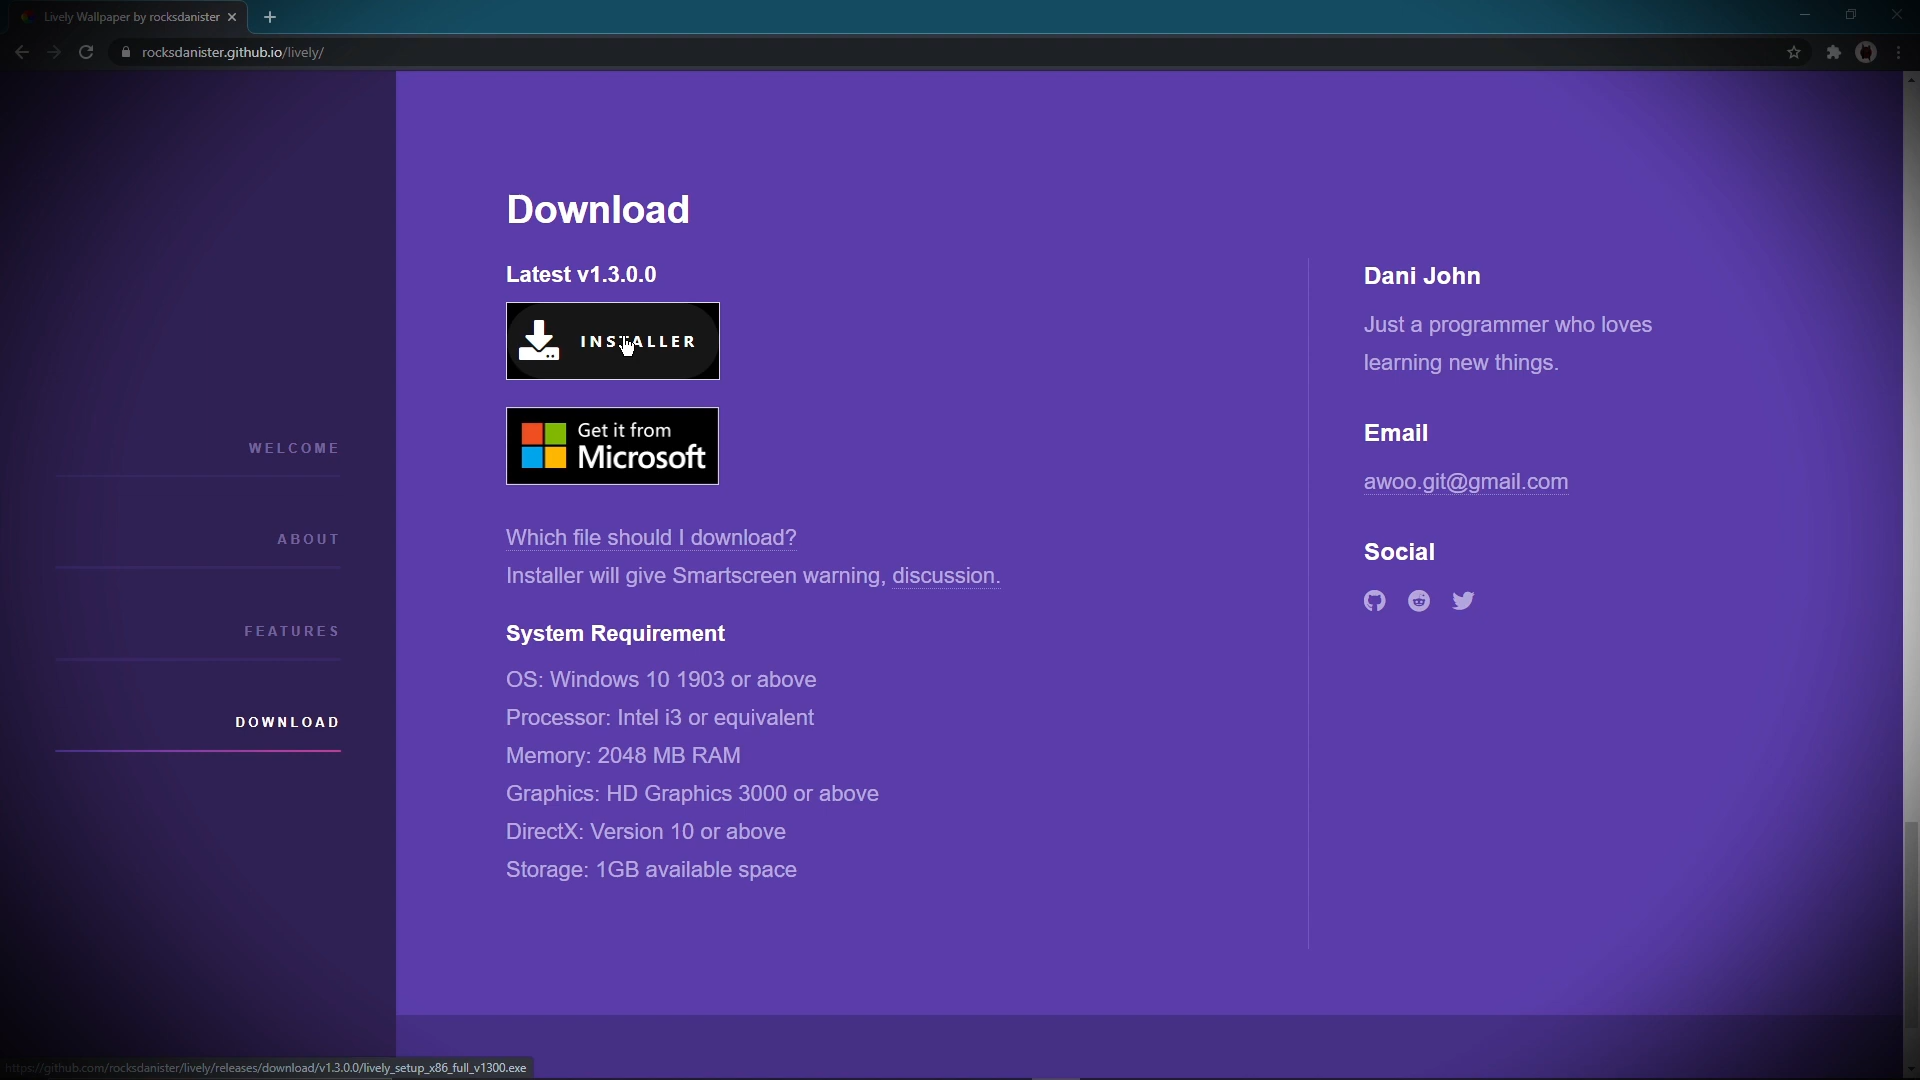 Lively Wallpaper by rocksdanister
rocksdanister.github.io/lively/
WELCOME
ABOUT
FEATURES
DOWNLOAD
Download
Latest v1.3.0.0
INSTALLER
Get it from
Microsoft
Which file should I download?
Installer will give Smartscreen warning, discussion.
System Requirement
OS: Windows 10 1903 or above
Processor: Intel i3 or equivalent
Memory: 2048 MB RAM
Graphics: HD Graphics 3000 or above
DirectX: Version 10 or above
Storage: 1GB available space
Dani John
Just a programmer who loves
learning new things.
Email
awoo.git@gmail.com
Social
https://github.com/rocksdanister/lively/releases/download/v1.3.0.0/lively_setup_x86_full_v1300.exe